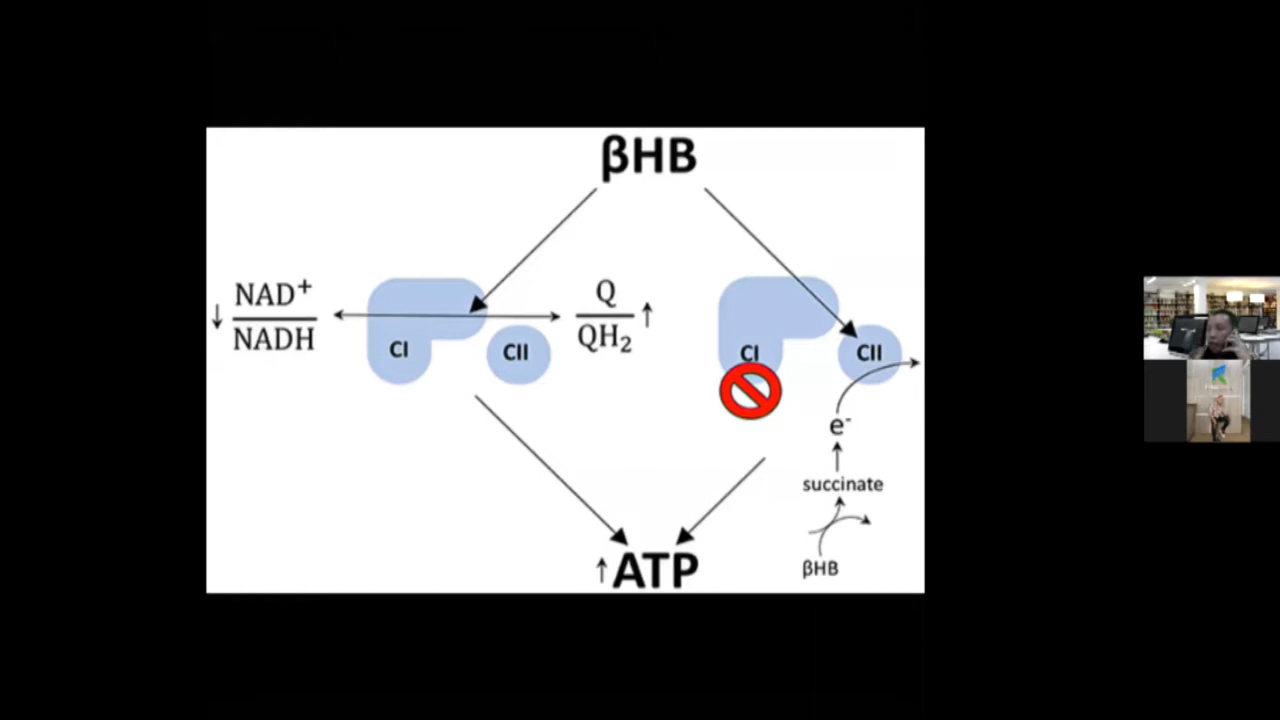 βHB
↓ NAD⁺
NADH
Q
QH₂ ↑
CI
CII
CI
CII
e⁻
succinate
βHB
↑ATP